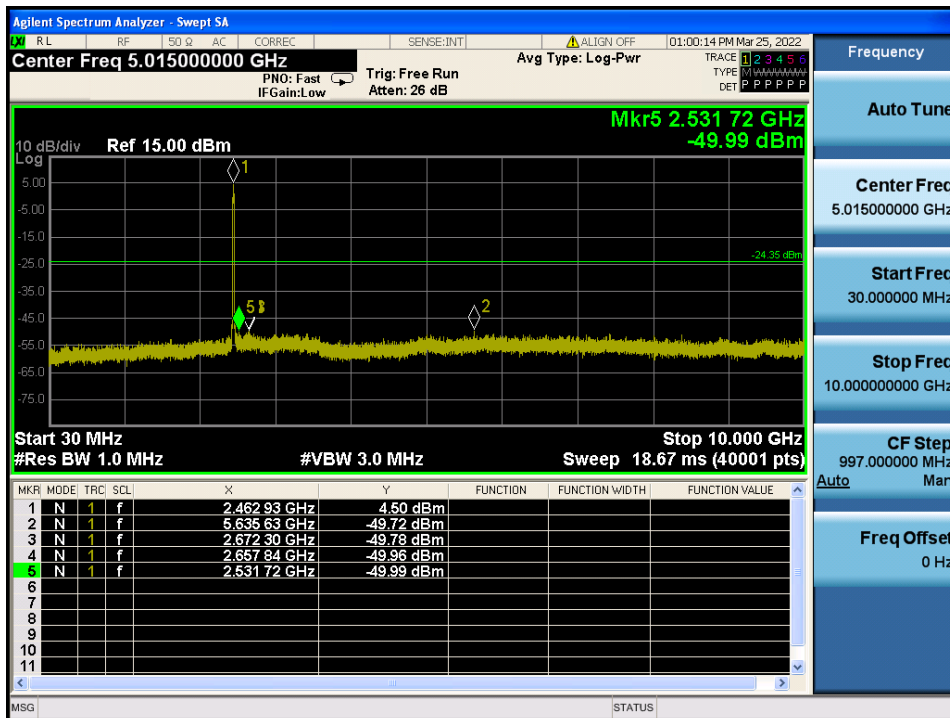 Agilent Spectrum Analyzer - Swept SA
LXI RL RF 50 Ω AC CORREC SENSE:INT ALIGN OFF 01:00:14 PM Mar 25, 2022
Center Freq 5.015000000 GHz
PNO: Fast
IFGain:Low
Trig: Free Run
Atten: 26 dB
Avg Type: Log-Pwr
TRACE 1 2 3 4 5 6
TYPE M
DET P P P P P P
Mkr5 2.531 72 GHz
-49.99 dBm
10 dB/div Ref 15.00 dBm
Log
5.00
-5.00
-15.0
-25.0
-35.0
-45.0
-55.0
-65.0
-75.0
1
-24.35 dBm
5
2
Start 30 MHz Stop 10.000 GHz
#Res BW 1.0 MHz #VBW 3.0 MHz Sweep 18.67 ms (40001 pts)
MKR MODE TRC SCL X Y FUNCTION FUNCTION WIDTH FUNCTION VALUE
1 N 1 f 2.462 93 GHz 4.50 dBm
2 N 1 f 5.635 63 GHz -49.72 dBm
3 N 1 f 2.672 30 GHz -49.78 dBm
4 N 1 f 2.657 84 GHz -49.96 dBm
5 N 1 f 2.531 72 GHz -49.99 dBm
6
7
8
9
10
11
MSG STATUS
Frequency
Auto Tune
Center Freq
5.015000000 GHz
Start Freq
30.000000 MHz
Stop Freq
10.000000000 GHz
CF Step
997.000000 MHz
Auto Man
Freq Offset
0 Hz